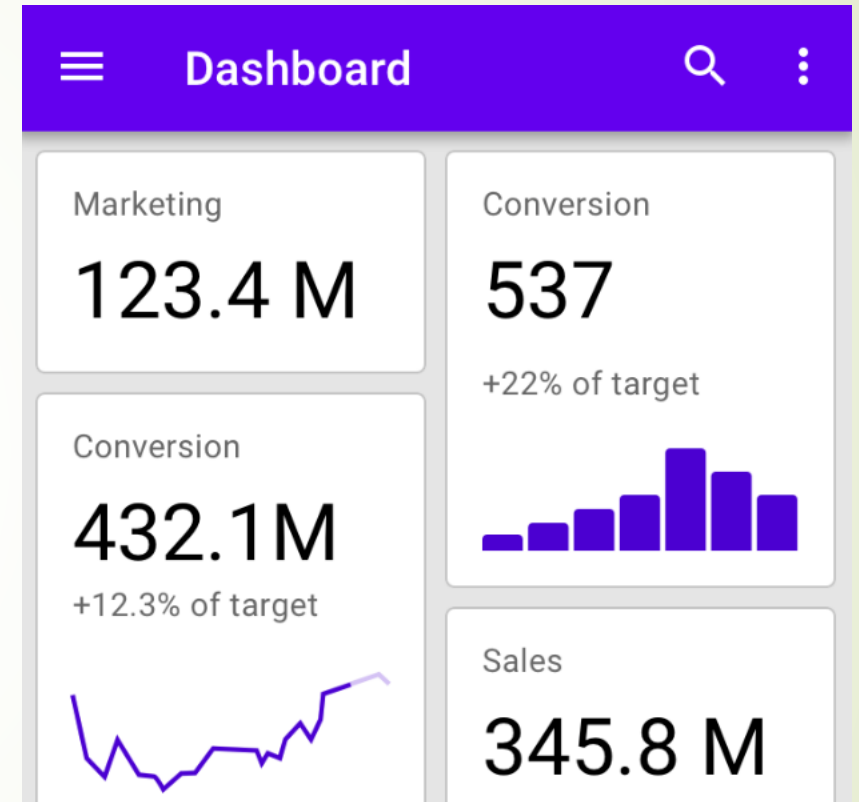 Dashboard
Marketing
123.4 M
Conversion
432.1M
+12.3% of target
Conversion
537
+22% of target
Sales
345.8 M